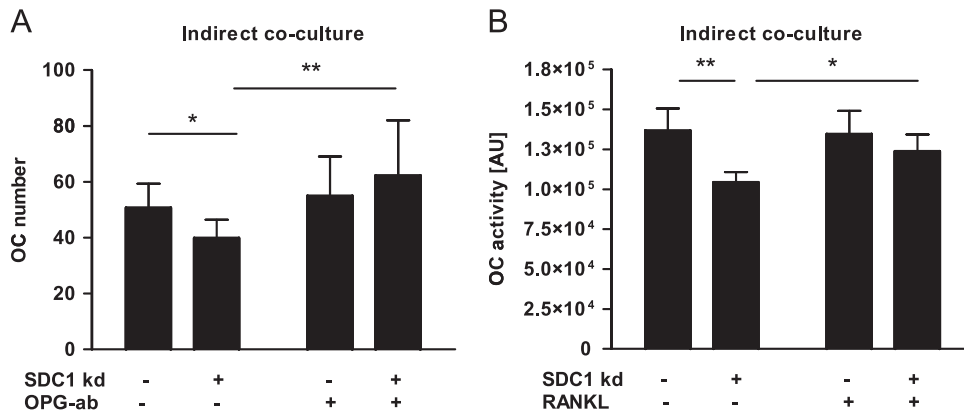 A
Indirect co-culture
**
*
100
80
60
40
20
0
OC number
SDC1 kd - + - +
OPG-ab - - + +
B
Indirect co-culture
** *
1.8×10⁵
1.5×10⁵
1.3×10⁵
1.0×10⁵
7.5×10⁴
5.0×10⁴
2.5×10⁴
0
OC activity [AU]
SDC1 kd - + - +
RANKL - - + +